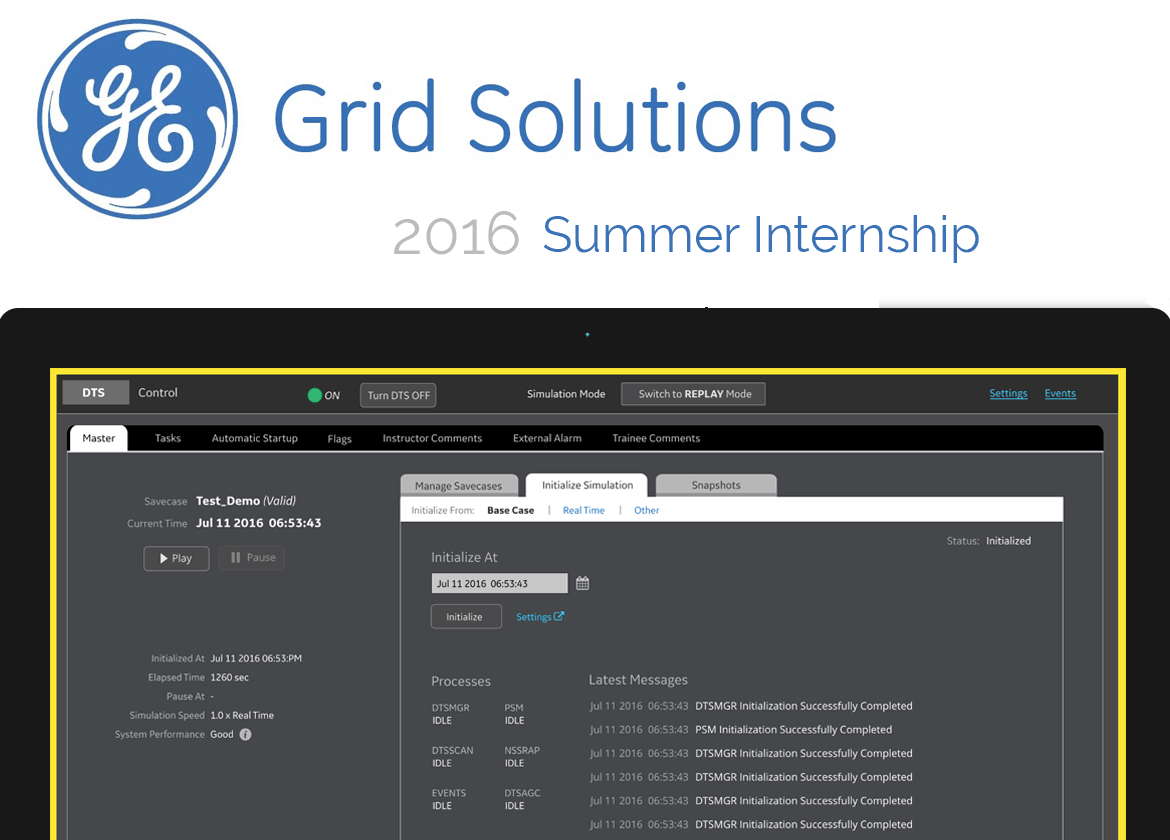 GE
Grid Solutions
2016 Summer Internship
DTS Control ON Turn DTS OFF Simulation Mode Switch to REPLAY Mode Settings Events
Master Tasks Automatic Startup Flags Instructor Comments External Alarm Trainee Comments
Manage Savecases Initialize Simulation Snapshots
Initialize From: Base Case | Real Time | Other
Savecase Test_Demo (Valid)
Current Time Jul 11 2016 06:53:43
Play Pause
Initialized At Jul 11 2016 06:53:PM
Elapsed Time 1260 sec
Pause At -
Simulation Speed 1.0 x Real Time
System Performance Good i
Status: Initialized
Initialize At
Jul 11 2016 06:53:43
Initialize Settings
Processes
DTSMGR PSM
IDLE IDLE
DTSSCAN NSSRAP
IDLE IDLE
EVENTS DTSAGC
IDLE IDLE
Latest Messages
Jul 11 2016 06:53:43 DTSMGR Initialization Successfully Completed
Jul 11 2016 06:53:43 PSM Initialization Successfully Completed
Jul 11 2016 06:53:43 DTSMGR Initialization Successfully Completed
Jul 11 2016 06:53:43 DTSMGR Initialization Successfully Completed
Jul 11 2016 06:53:43 DTSMGR Initialization Successfully Completed
Jul 11 2016 06:53:43 DTSMGR Initialization Successfully Completed